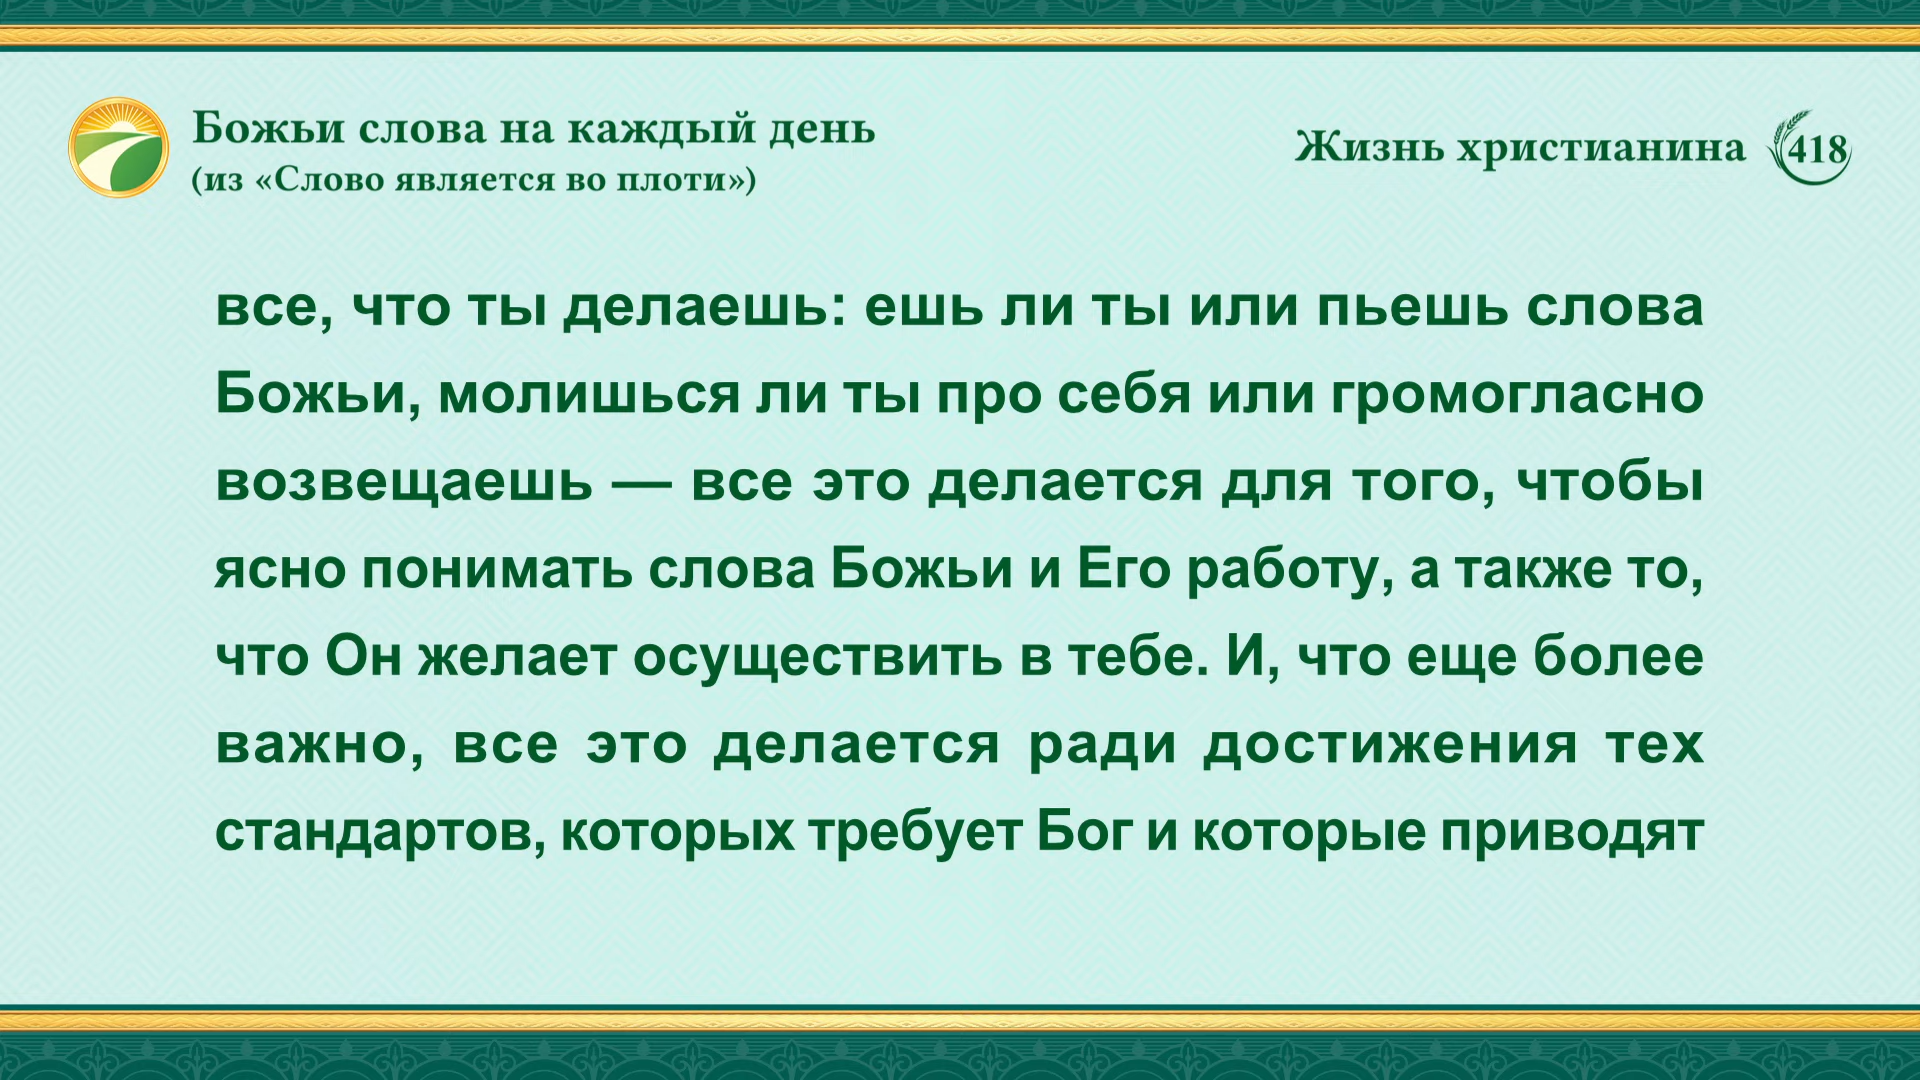 Божьи слова на каждый день
(из «Слово является во плоти»)
Жизнь христианина 418
все, что ты делаешь: ешь ли ты или пьешь слова
Божьи, молишься ли ты про себя или громогласно
возвещаешь — все это делается для того, чтобы
ясно понимать слова Божьи и Его работу, а также то,
что Он желает осуществить в тебе. И, что еще более
важно, все это делается ради достижения тех
стандартов, которых требует Бог и которые приводят